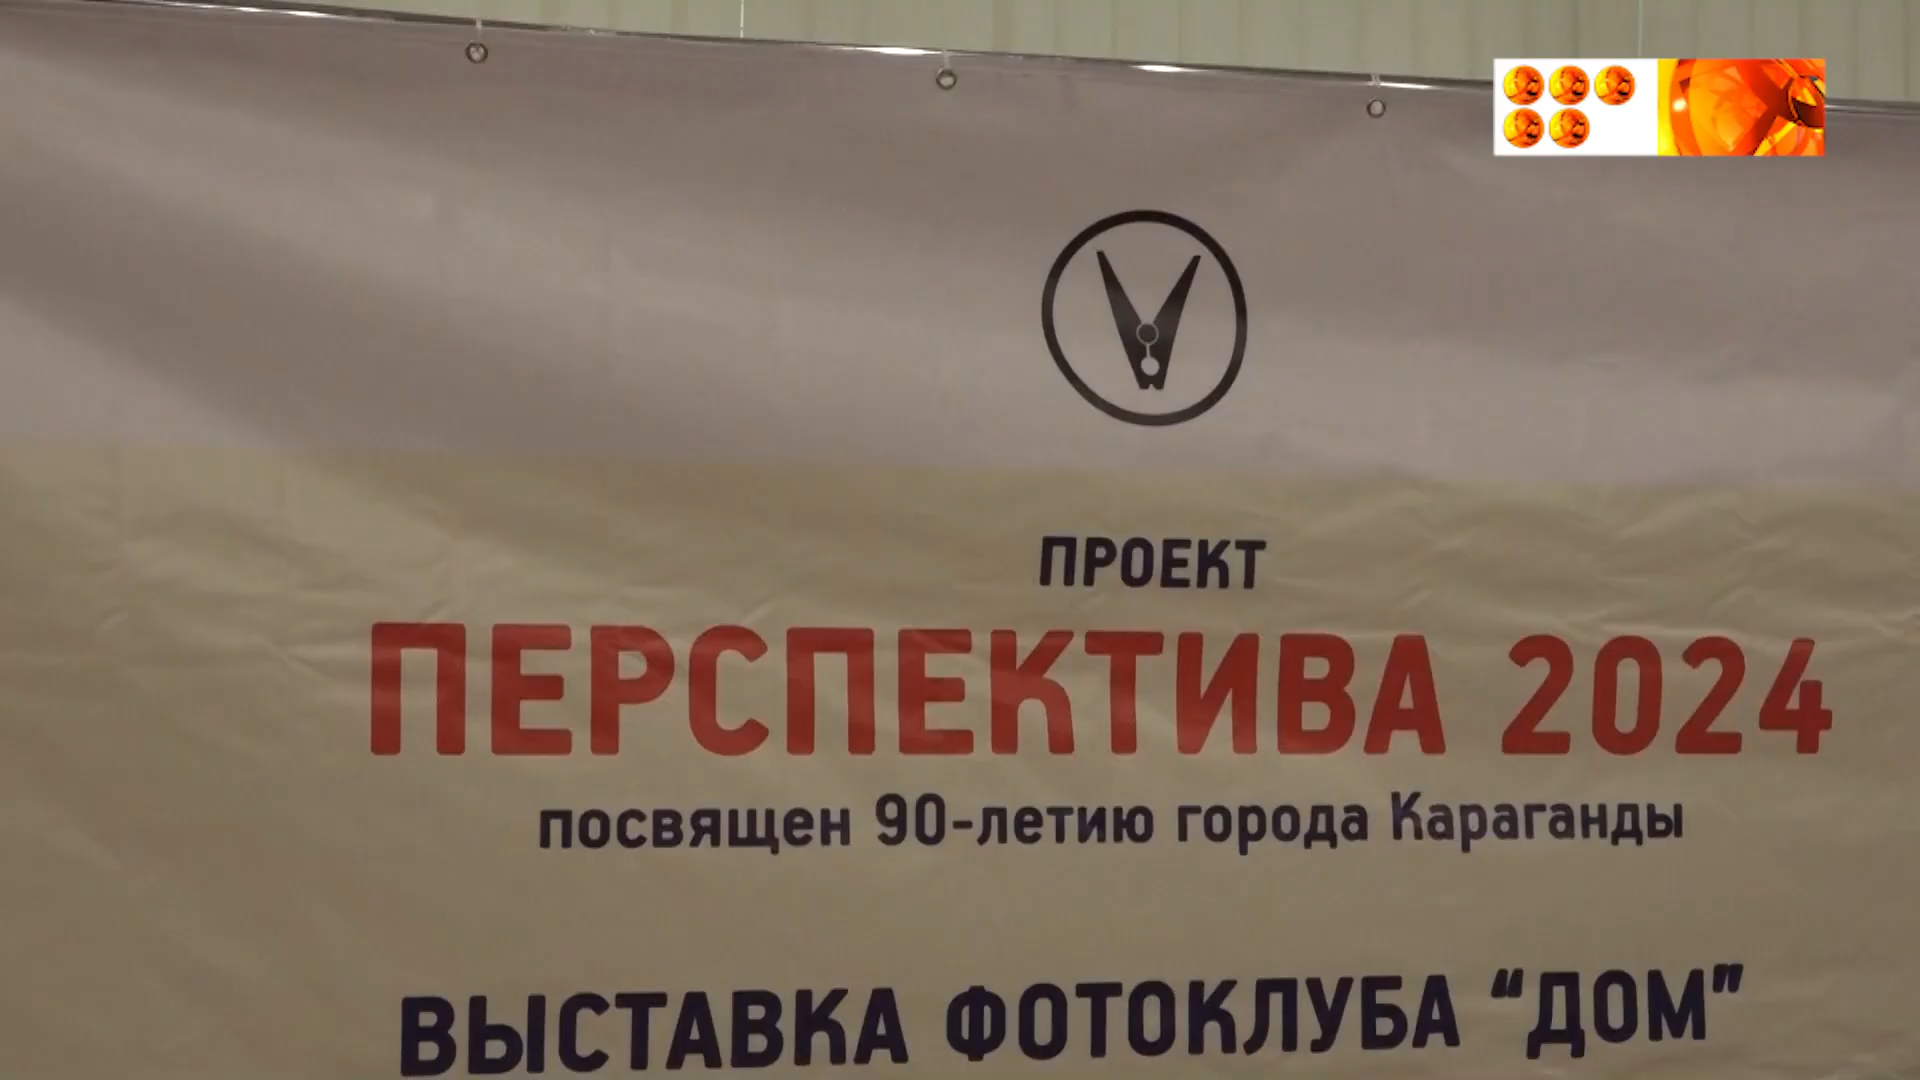 ПРОЕКТ
ПЕРСПЕКТИВА 2024
посвящен 90-летию города Караганды
ВЫСТАВКА ФОТОКЛУБА “ДОМ”